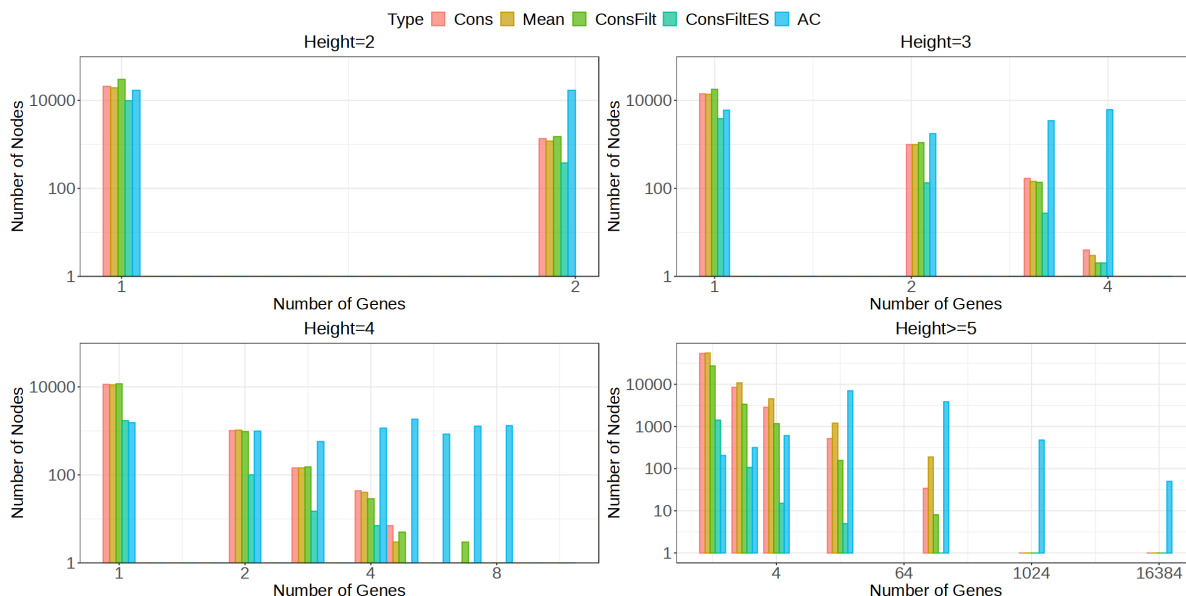 Type Cons Mean ConsFilt ConsFiltES AC
Height=2
Number of Nodes
10000
100
1
1 2
Number of Genes
Height=3
Number of Nodes
10000
100
1
1 2 4
Number of Genes
Height=4
Number of Nodes
10000
100
1
1 2 4 8
Number of Genes
Height>=5
Number of Nodes
10000
1000
100
10
1
4 64 1024 16384
Number of Genes